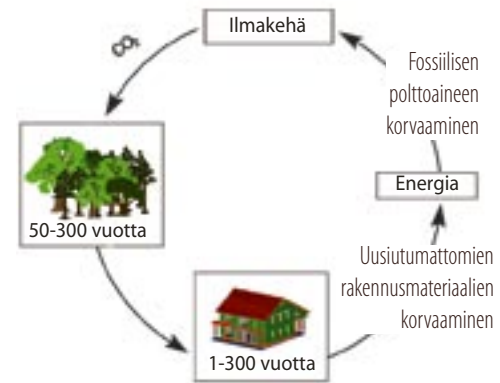 Ilmakehä
CO₂
Fossiilisen
polttoaineen
korvaaminen
50-300 vuotta
Energia
Uusiutumattomien
rakennusmateriaalien
korvaaminen
1-300 vuotta